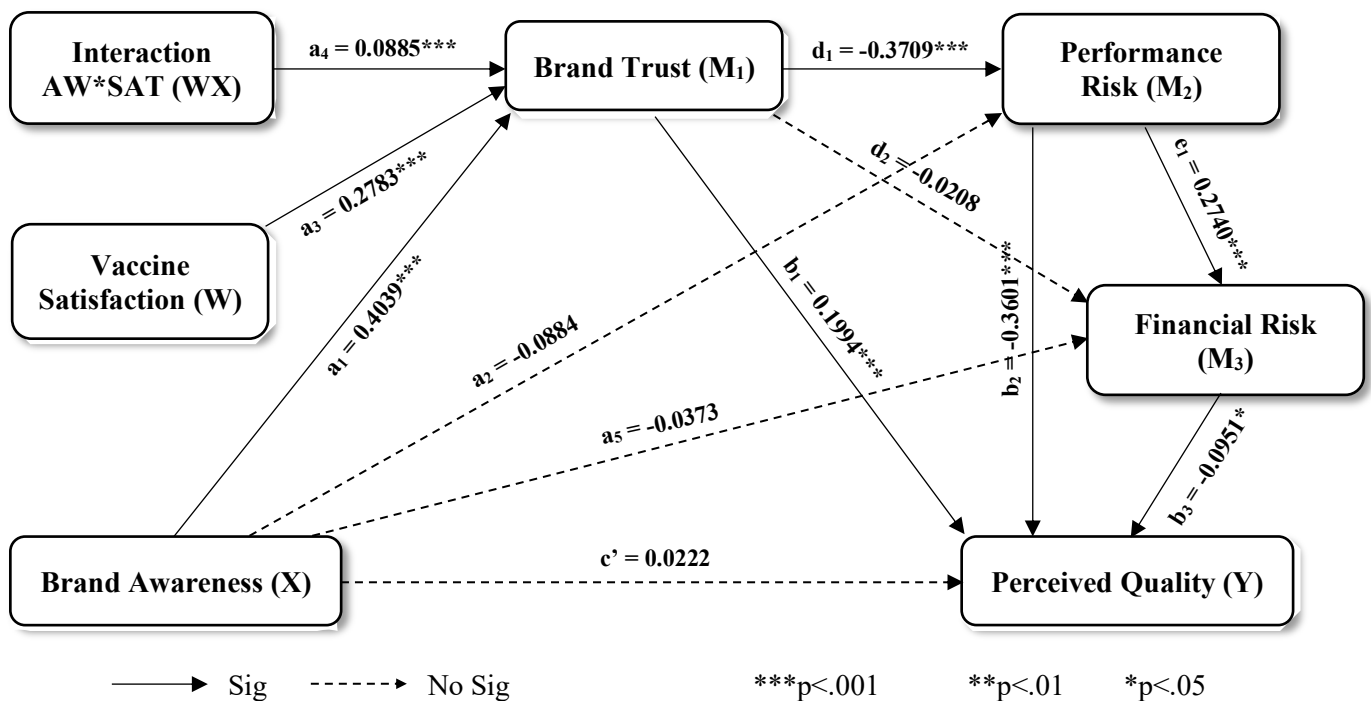 Interaction
AW*SAT (WX)
a₄ = 0.0885***
Brand Trust (M₁)
d₁ = -0.3709***
Performance
Risk (M₂)
a₃ = 0.2783***
d₂ = -0.0208
e₁ = 0.2740***
Vaccine
Satisfaction (W)
a₁ = 0.4039***
a₂ = -0.0884
b₁ = 0.1994***
b₂ = -0.3601***
Financial Risk
(M₃)
a₅ = -0.0373
b₃ = -0.0951*
Brand Awareness (X)
c’ = 0.0222
Perceived Quality (Y)
Sig
No Sig
***p<.001
**p<.01
*p<.05